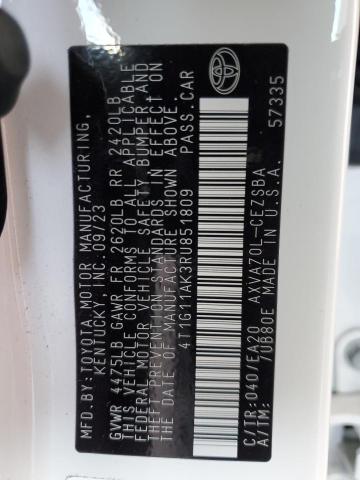 MFD. BY:TOYOTA MOTOR MANUFACTURING,
KENTUCKY, INC.09/23
GVWR 4475LB GAWR FR 2620LB RR 2420LB
THIS VEHICLE CONFORMS TO ALL APPLICABLE
FEDERAL MOTOR VEHICLE SAFETY, BUMPER, AND
THEFT PREVENTION STANDARDS IN EFFECT ON
THE DATE OF MANUFACTURE SHOWN ABOVE.
4T1G11AK3RU851809 PASS.CAR
C/TR:040/EA20 AXVA70L-CEZSBA
A/TM: -/UB80E MADE IN U.S.A.
57335
TOYOTA